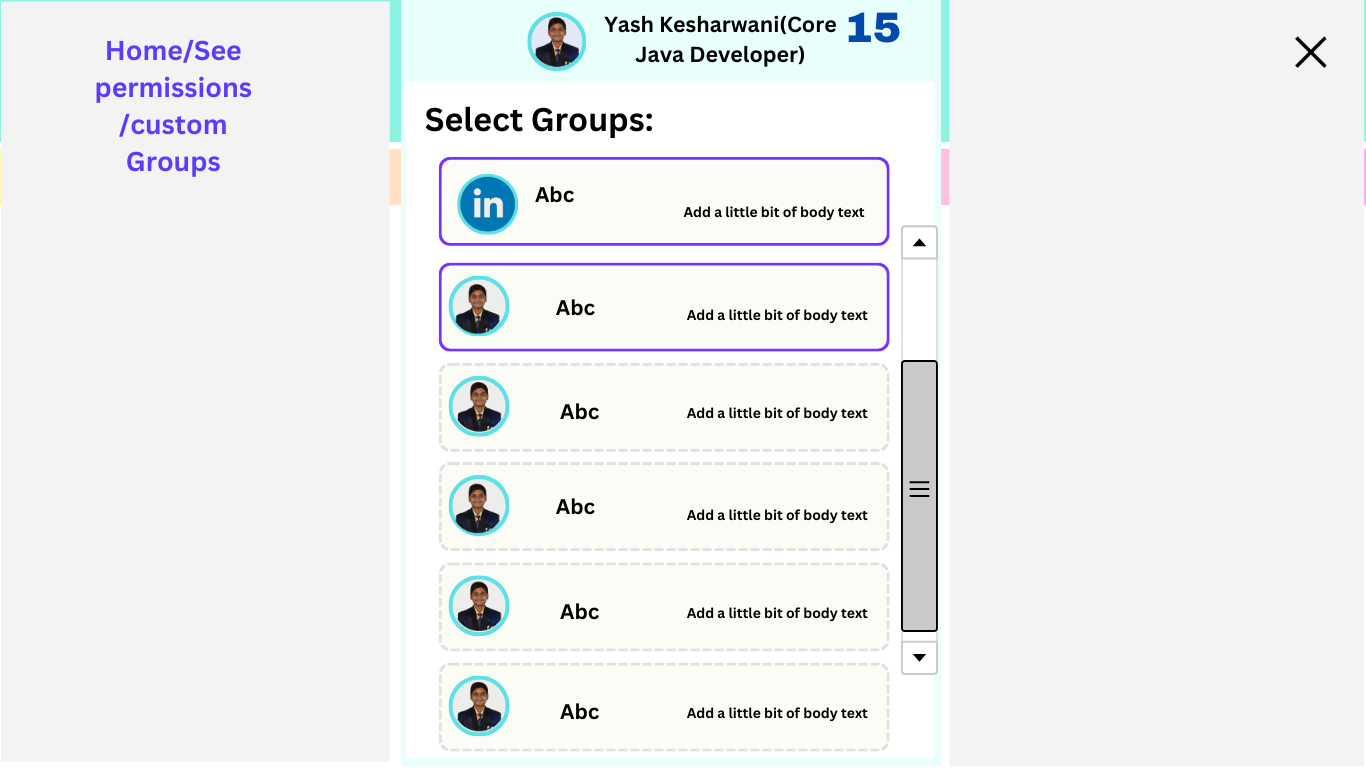 Home/See
permissions
/custom
Groups
Yash Kesharwani(Core
Java Developer)
15
Select Groups:
in
Abc
Add a little bit of body text
Abc
Add a little bit of body text
Abc
Add a little bit of body text
Abc
Add a little bit of body text
Abc
Add a little bit of body text
Abc
Add a little bit of body text